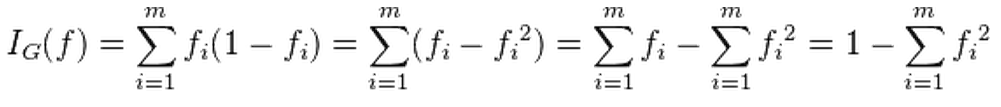 I_G(f) = \sum_{i=1}^{m} f_i(1 − f_i) = \sum_{i=1}^{m} (f_i − f_i^2) = \sum_{i=1}^{m} f_i − \sum_{i=1}^{m} f_i^2 = 1 − \sum_{i=1}^{m} f_i^2